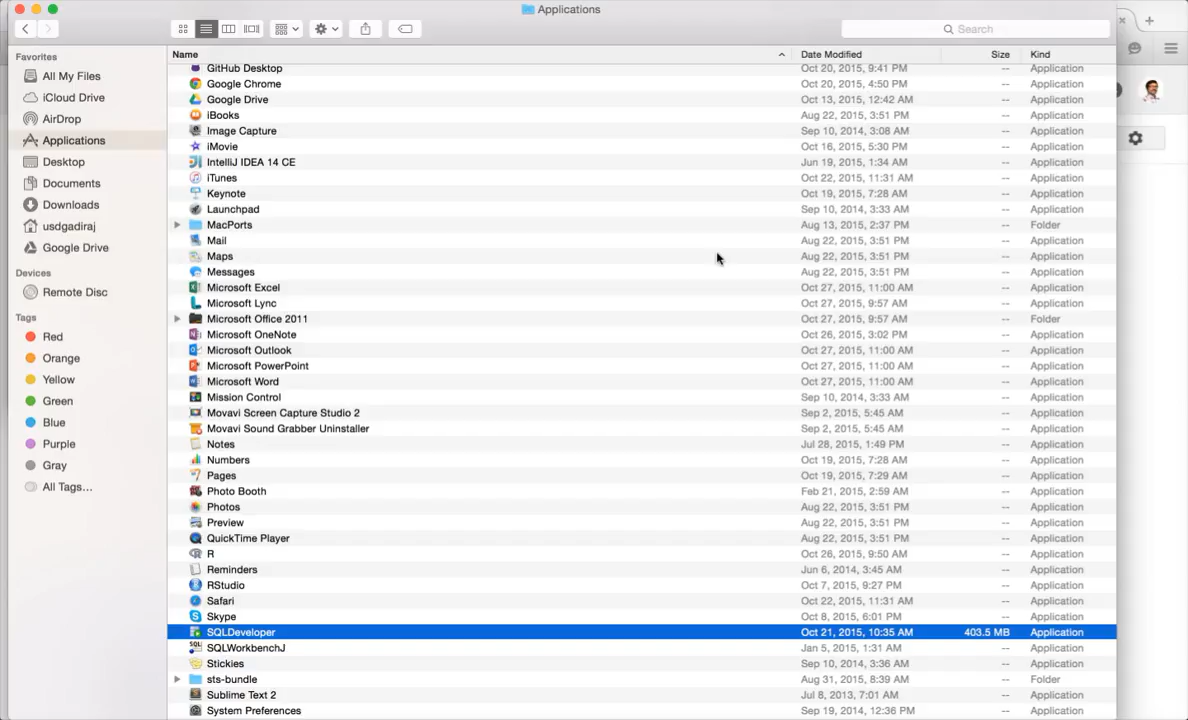 Applications
Search
Favorites
All My Files
iCloud Drive
AirDrop
Applications
Desktop
Documents
Downloads
usdgadiraj
Google Drive
Devices
Remote Disc
Tags
Red
Orange
Yellow
Green
Blue
Purple
Gray
All Tags...
Name Date Modified Size Kind
GitHub Desktop Oct 20, 2015, 9:41 PM -- Application
Google Chrome Oct 20, 2015, 4:50 PM -- Application
Google Drive Oct 13, 2015, 12:42 AM -- Application
iBooks Aug 22, 2015, 3:51 PM -- Application
Image Capture Sep 10, 2014, 3:08 AM -- Application
iMovie Oct 16, 2015, 5:30 PM -- Application
IntelliJ IDEA 14 CE Jun 19, 2015, 1:34 AM -- Application
iTunes Oct 22, 2015, 11:31 AM -- Application
Keynote Oct 19, 2015, 7:28 AM -- Application
Launchpad Sep 10, 2014, 3:33 AM -- Application
MacPorts Aug 13, 2015, 2:37 PM -- Folder
Mail Aug 22, 2015, 3:51 PM -- Application
Maps Aug 22, 2015, 3:51 PM -- Application
Messages Aug 22, 2015, 3:51 PM -- Application
Microsoft Excel Oct 27, 2015, 11:00 AM -- Application
Microsoft Lync Oct 27, 2015, 9:57 AM -- Application
Microsoft Office 2011 Oct 27, 2015, 9:57 AM -- Folder
Microsoft OneNote Oct 26, 2015, 3:02 PM -- Application
Microsoft Outlook Oct 27, 2015, 11:00 AM -- Application
Microsoft PowerPoint Oct 27, 2015, 11:00 AM -- Application
Microsoft Word Oct 27, 2015, 11:00 AM -- Application
Mission Control Sep 10, 2014, 3:33 AM -- Application
Movavi Screen Capture Studio 2 Sep 2, 2015, 5:45 AM -- Application
Movavi Sound Grabber Uninstaller Sep 2, 2015, 5:45 AM -- Application
Notes Jul 28, 2015, 1:49 PM -- Application
Numbers Oct 19, 2015, 7:28 AM -- Application
Pages Oct 19, 2015, 7:29 AM -- Application
Photo Booth Feb 21, 2015, 2:59 AM -- Application
Photos Aug 22, 2015, 3:51 PM -- Application
Preview Aug 22, 2015, 3:51 PM -- Application
QuickTime Player Aug 22, 2015, 3:51 PM -- Application
R Oct 26, 2015, 9:50 AM -- Application
Reminders Jun 6, 2014, 3:45 AM -- Application
RStudio Oct 7, 2015, 9:27 PM -- Application
Safari Oct 22, 2015, 11:31 AM -- Application
Skype Oct 8, 2015, 6:01 PM -- Application
SQLDeveloper Oct 21, 2015, 10:35 AM 403.5 MB Application
SQLWorkbenchJ Jan 5, 2015, 1:31 AM -- Application
Stickies Sep 10, 2014, 3:36 AM -- Application
sts-bundle Aug 31, 2015, 8:39 AM -- Folder
Sublime Text 2 Jul 8, 2013, 7:01 AM -- Application
System Preferences Sep 19, 2014, 12:36 PM -- Application